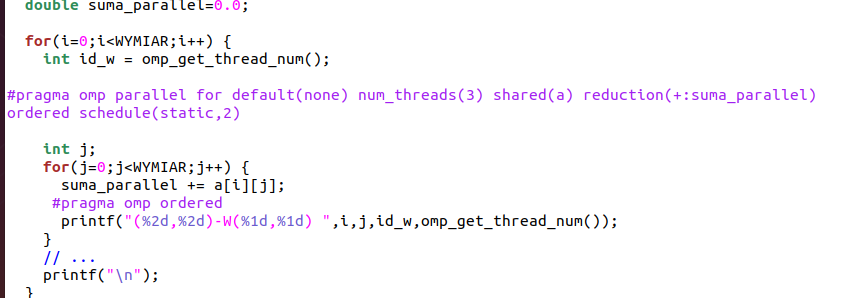 double suma_parallel=0.0;
for(i=0;i<WYMIAR;i++) {
int id_w = omp_get_thread_num();
#pragma omp parallel for default(none) num_threads(3) shared(a) reduction(+:suma_parallel)
ordered schedule(static,2)
int j;
for(j=0;j<WYMIAR;j++) {
suma_parallel += a[i][j];
#pragma omp ordered
printf("(%2d,%2d)-W(%1d,%1d) ",i,j,id_w,omp_get_thread_num());
}
// ...
printf("\n");
}